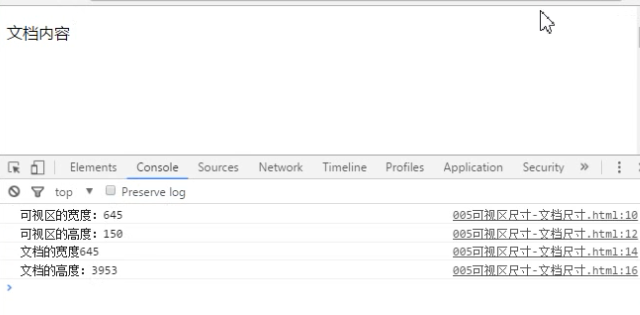 文档内容
Elements Console Sources Network Timeline Profiles Application Security »
top ▼ Preserve log
可视区的宽度: 645 005可视区尺寸-文档尺寸.html:10
可视区的高度: 150 005可视区尺寸-文档尺寸.html:12
文档的宽度645 005可视区尺寸-文档尺寸.html:14
文档的高度: 3953 005可视区尺寸-文档尺寸.html:16
>